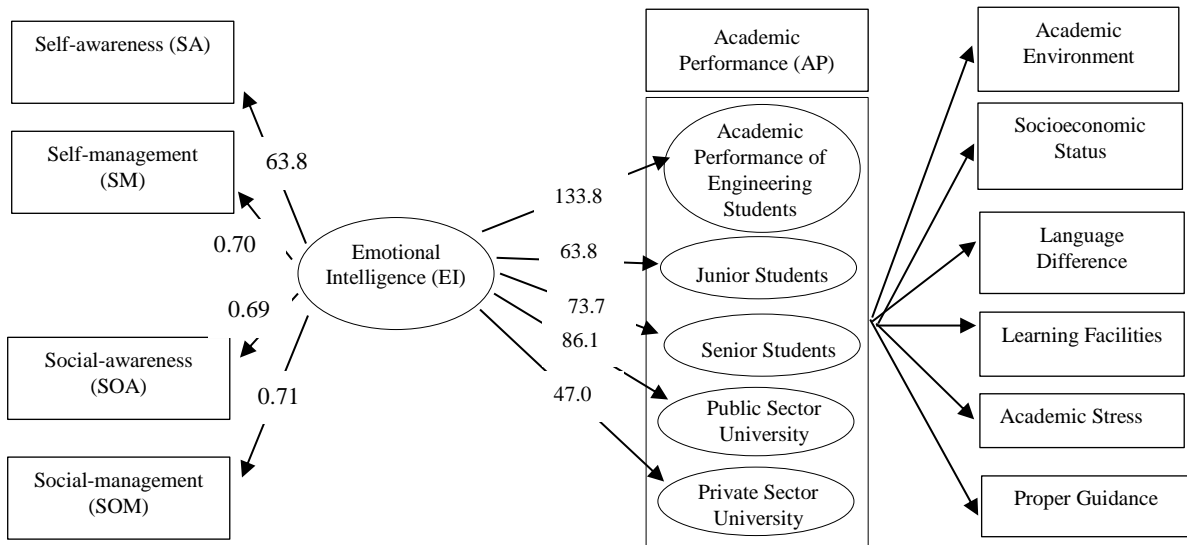 Self-awareness (SA)
Self-management
(SM)
Social-awareness
(SOA)
Social-management
(SOM)
63.8
0.70
0.69
0.71
Emotional
Intelligence (EI)
133.8
63.8
73.7
86.1
47.0
Academic
Performance (AP)
Academic
Performance of
Engineering
Students
Junior Students
Senior Students
Public Sector
University
Private Sector
University
Academic
Environment
Socioeconomic
Status
Language
Difference
Learning Facilities
Academic Stress
Proper Guidance